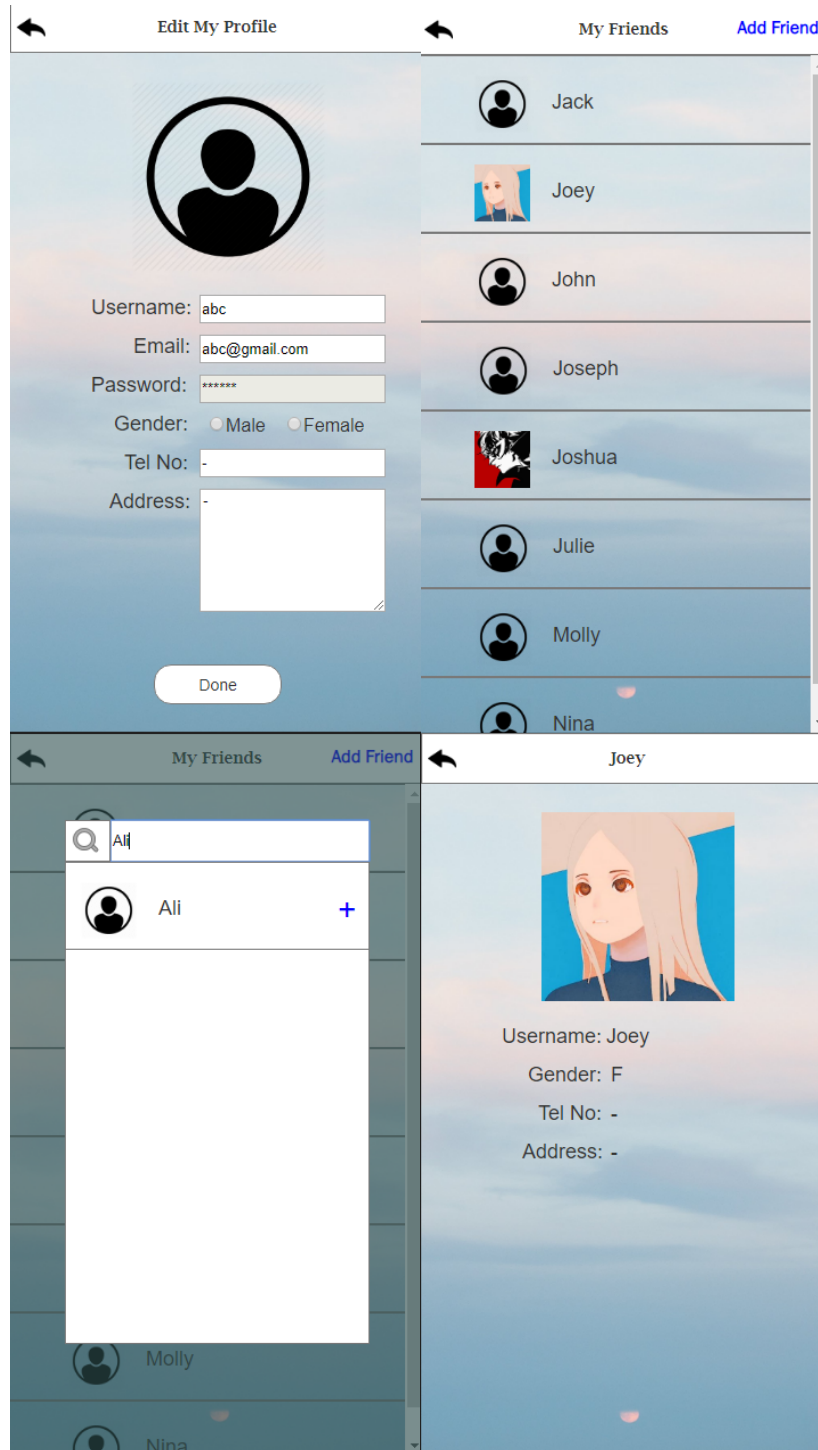 Edit My Profile
Username: abc
Email: abc@gmail.com
Password: ******
Gender: Male Female
Tel No: -
Address: -
Done
My Friends Add Friend
Jack
Joey
John
Joseph
Joshua
Julie
Molly
Nina
My Friends Add Friend
Ali
Ali +
Molly
Nina
Joey
Username: Joey
Gender: F
Tel No: -
Address: -